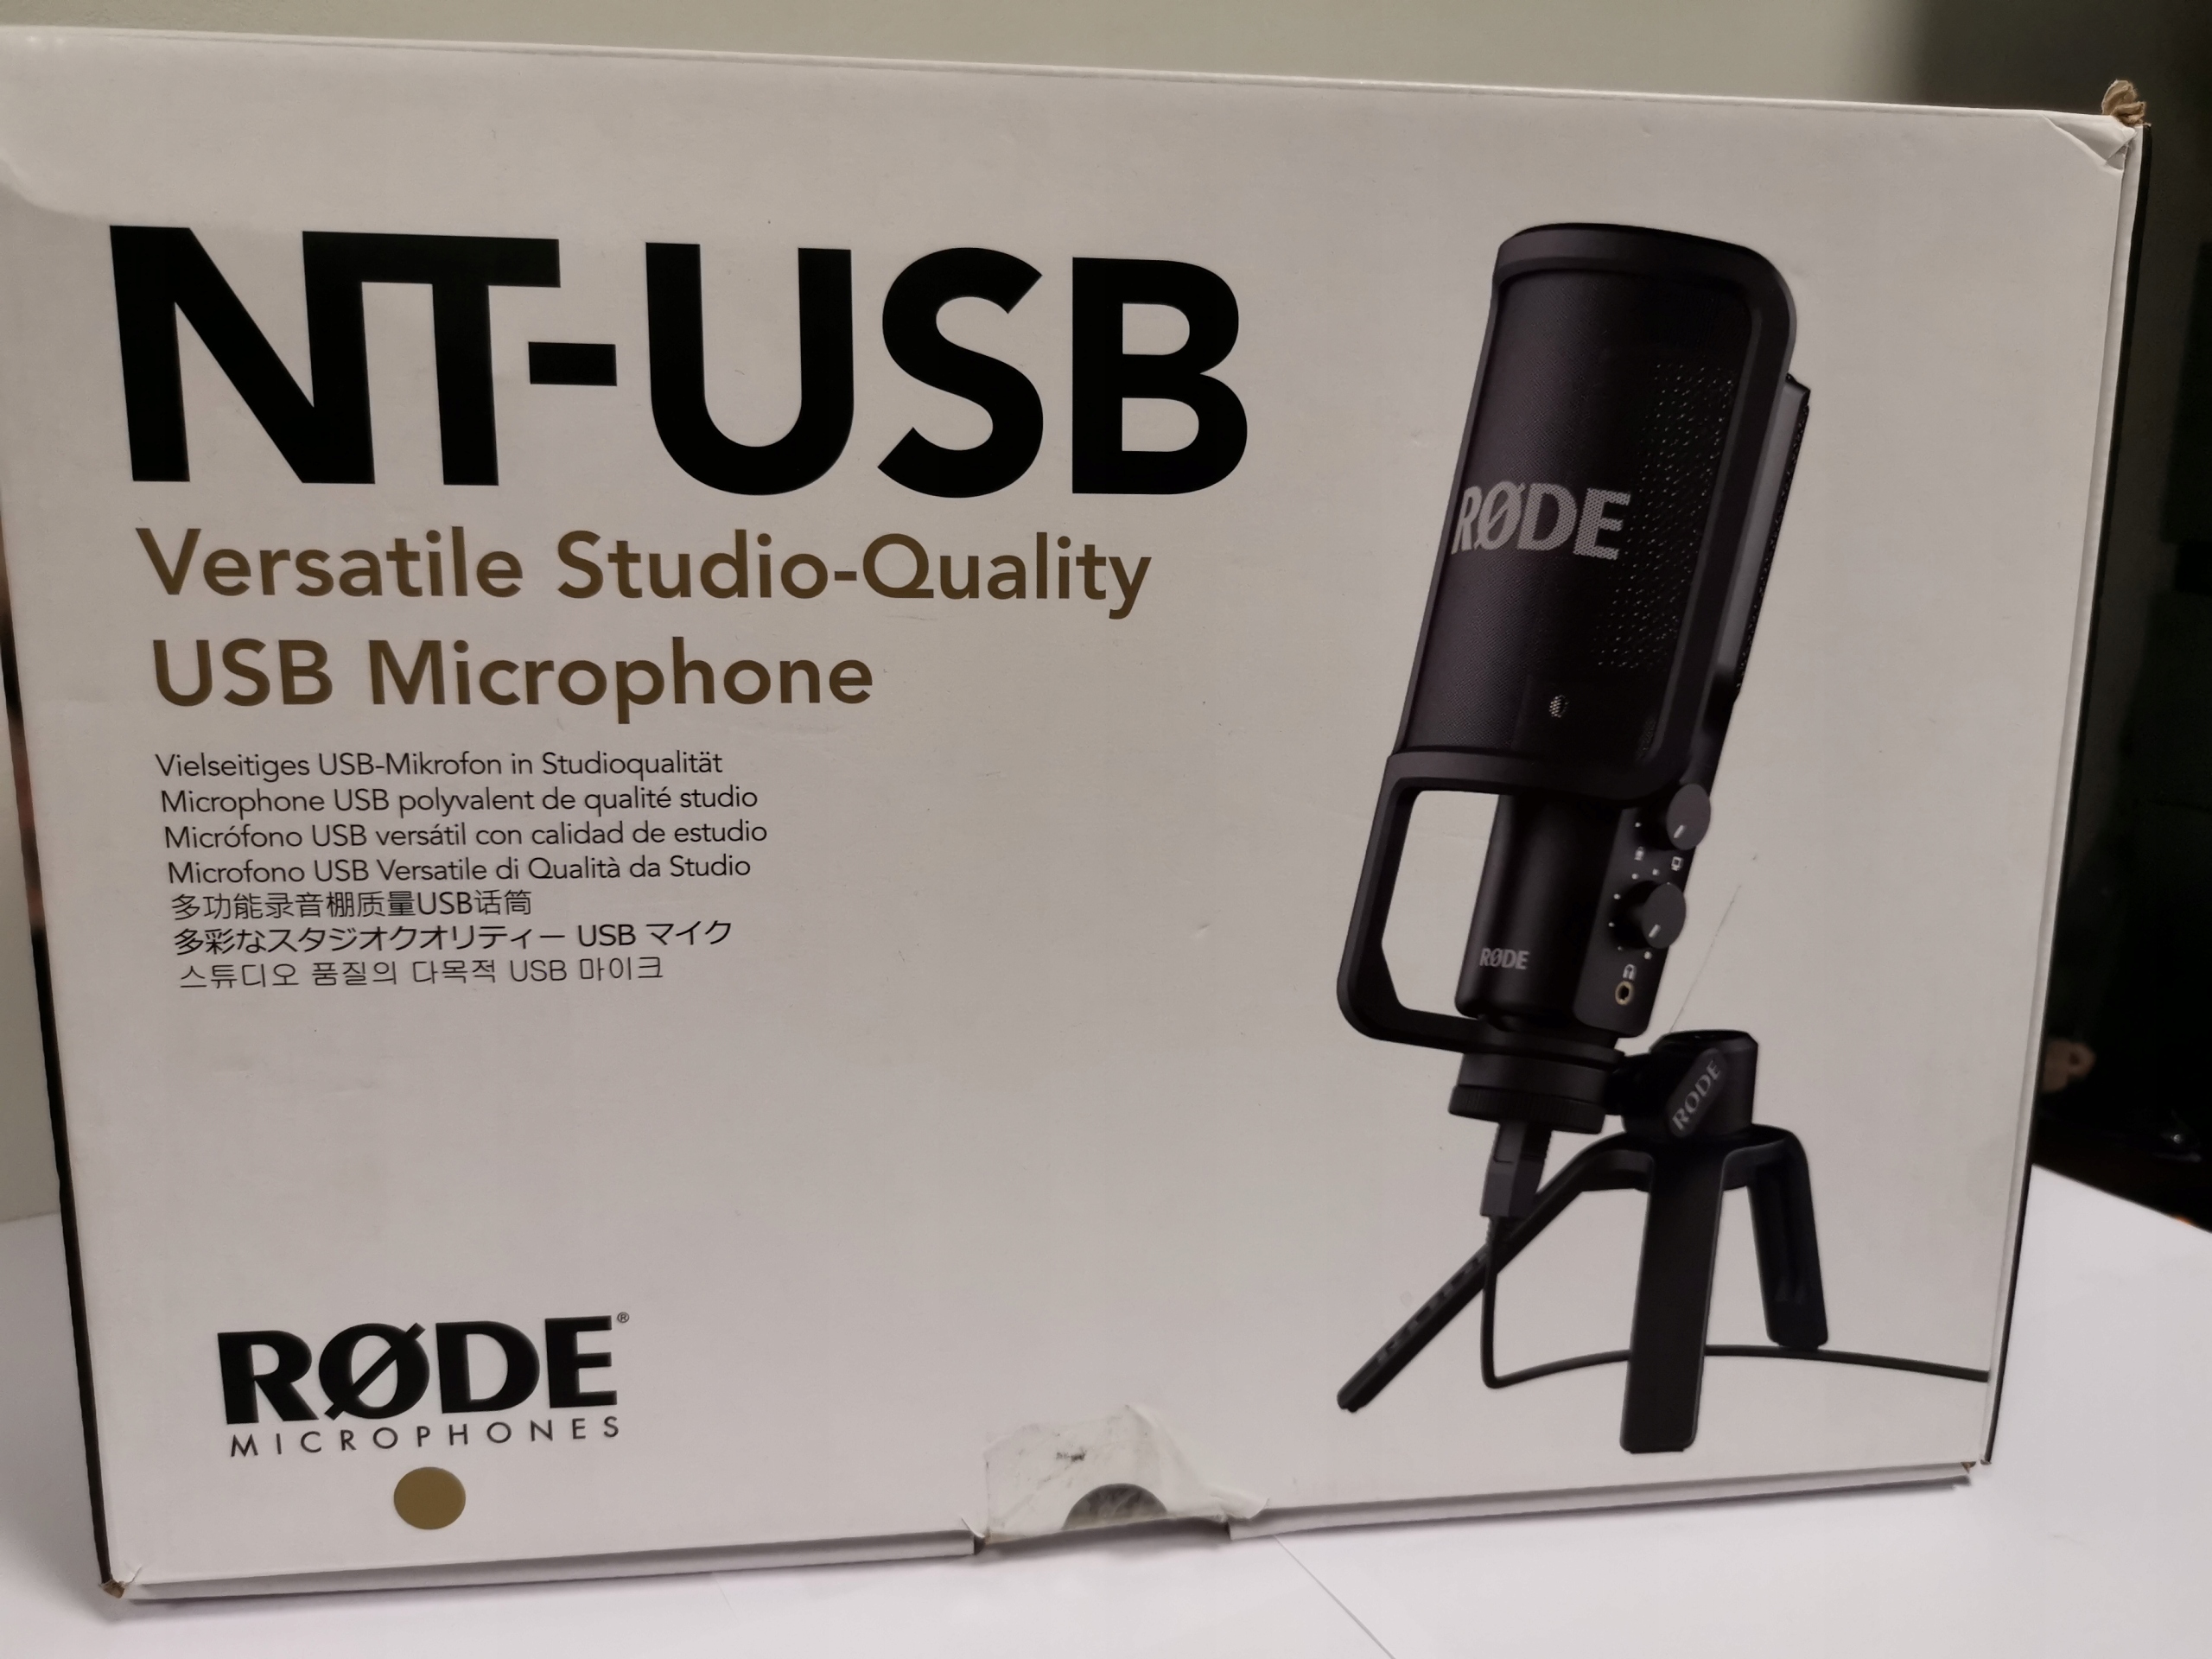 NT-USB
Versatile Studio-Quality
USB Microphone
Vielseitiges USB-Mikrofon in Studioqualität
Microphone USB polyvalent de qualité studio
Micrófono USB versátil con calidad de estudio
Microfono USB Versatile di Qualità da Studio
多功能录音棚质量USB话筒
多彩なスタジオクオリティー USB マイク
스튜디오 품질의 다목적 USB 마이크
RØDE
RØDE
RØDE
RØDE®
MICROPHONES